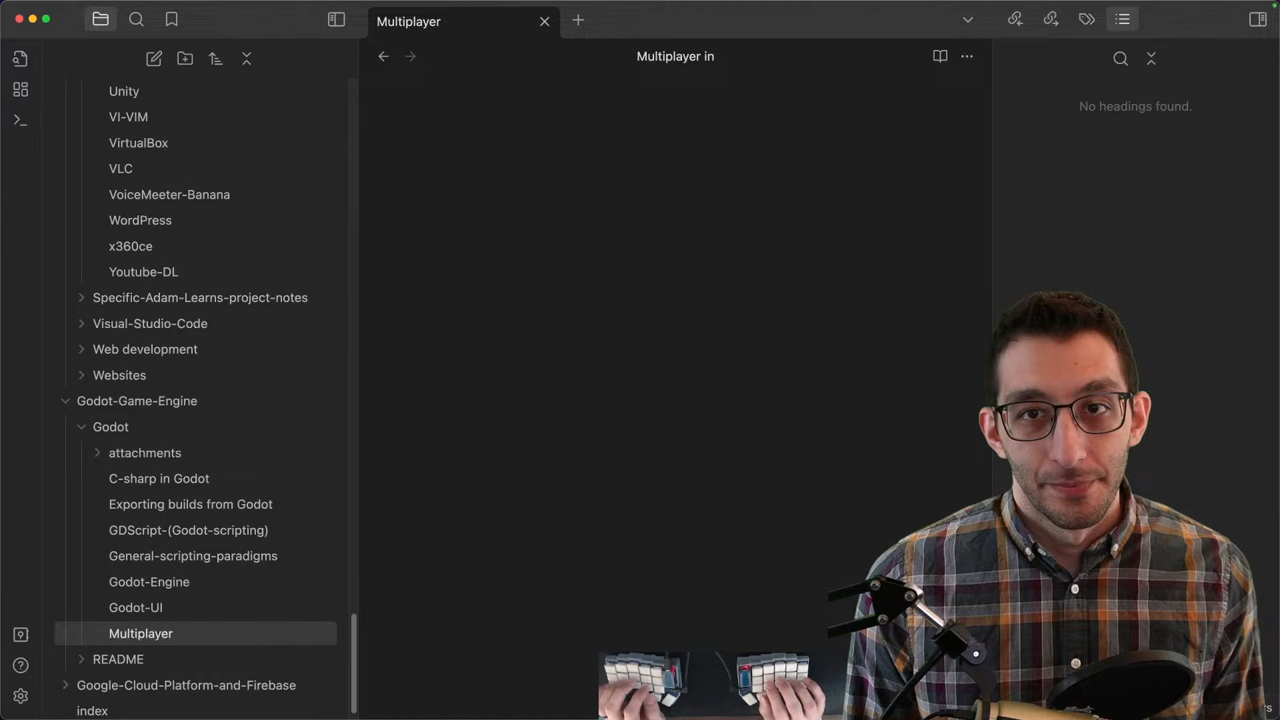 Multiplayer
Multiplayer in
No headings found.
Unity
VI-VIM
VirtualBox
VLC
VoiceMeeter-Banana
WordPress
x360ce
Youtube-DL
Specific-Adam-Learns-project-notes
Visual-Studio-Code
Web development
Websites
Godot-Game-Engine
Godot
attachments
C-sharp in Godot
Exporting builds from Godot
GDScript-(Godot-scripting)
General-scripting-paradigms
Godot-Engine
Godot-UI
Multiplayer
README
Google-Cloud-Platform-and-Firebase
index